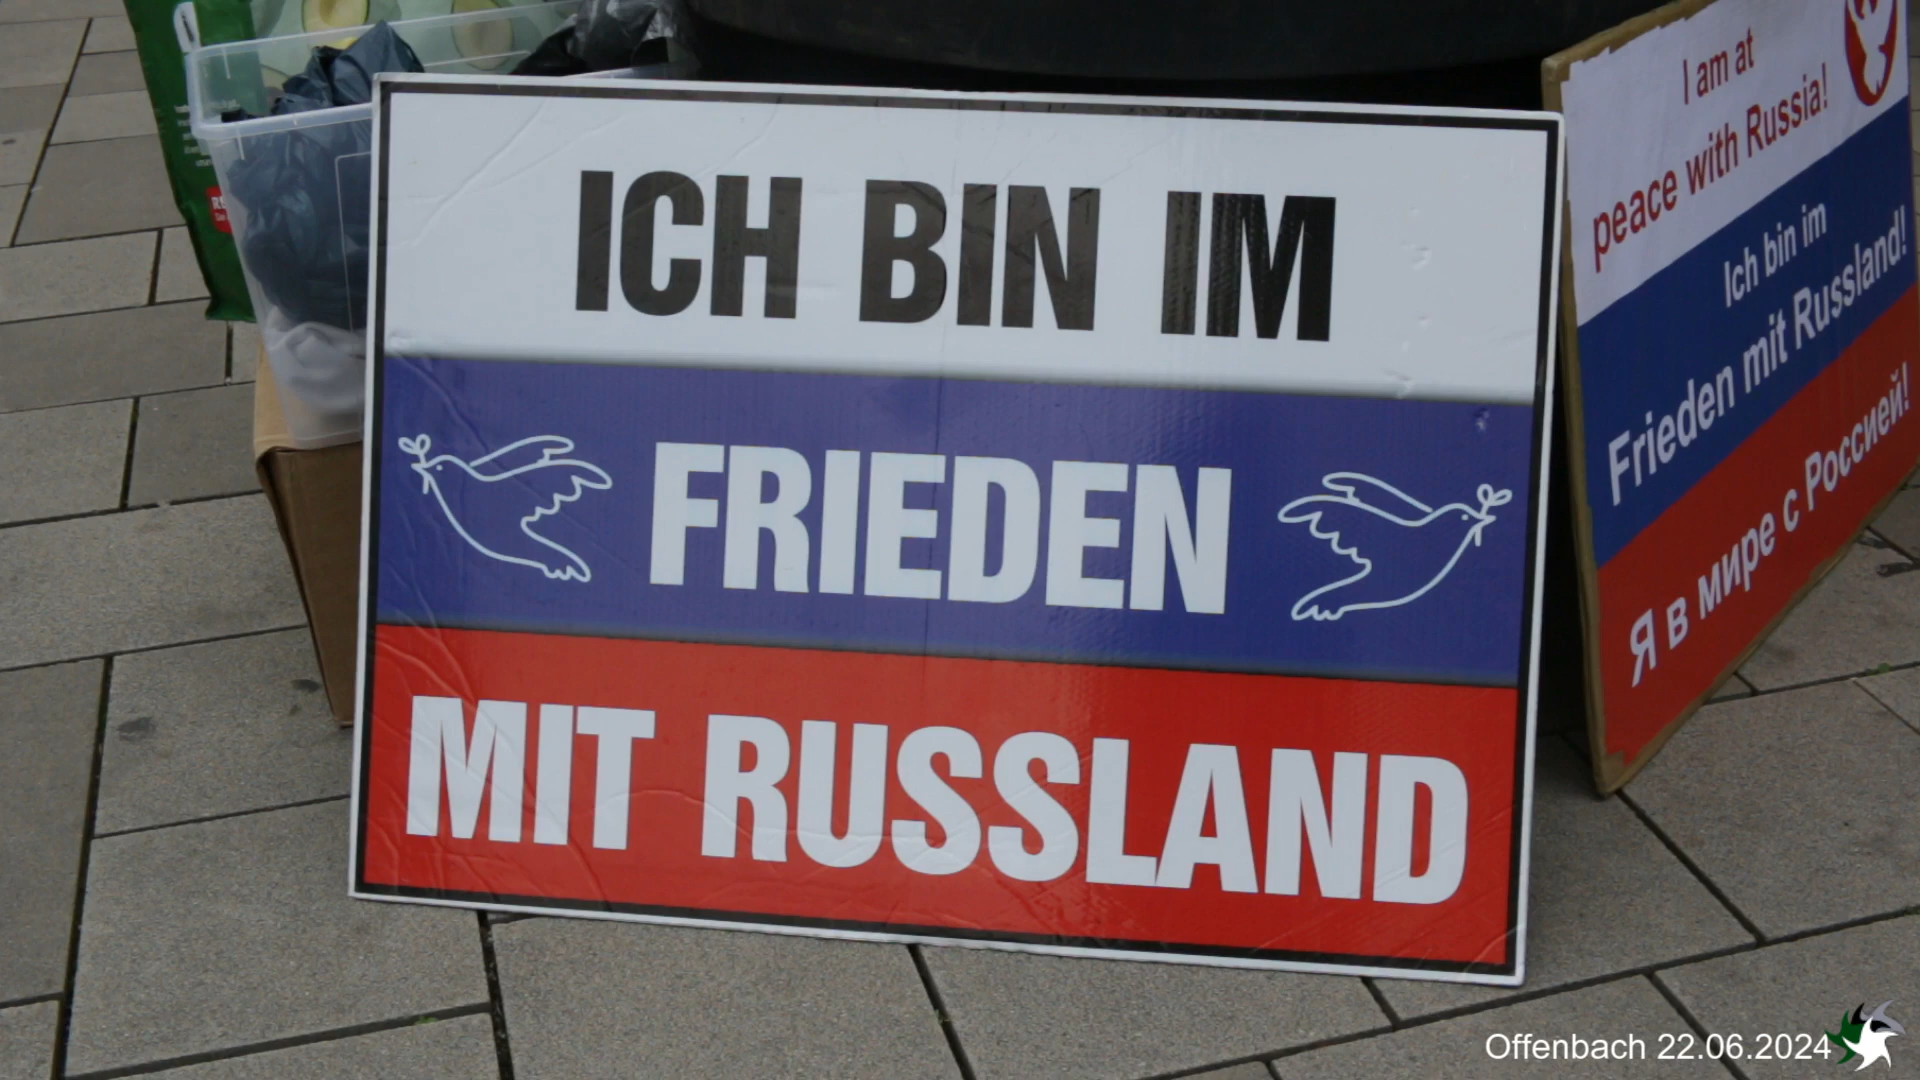 ICH BIN IM
FRIEDEN
MIT RUSSLAND
I am at
peace with Russia!
Ich bin im
Frieden mit Russland!
Я в мире с Россией!
Offenbach 22.06.2024